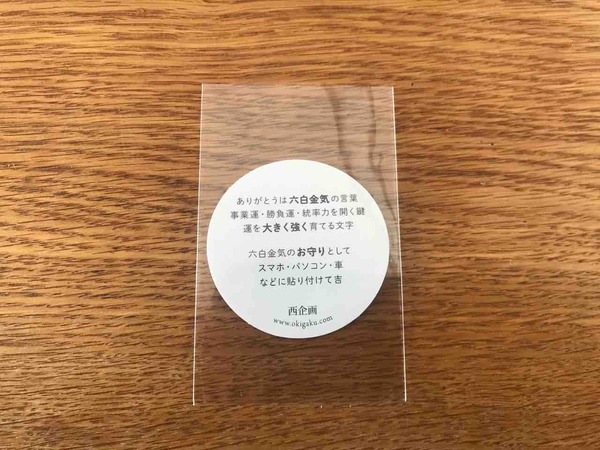 ありがとうは六白金気の言葉
事業運・勝負運・統率力を開く鍵
運を大きく強く育てる文字
六白金気のお守りとして
スマホ・パソコン・車
などに貼り付けて吉
西企画
www.okigaku.com